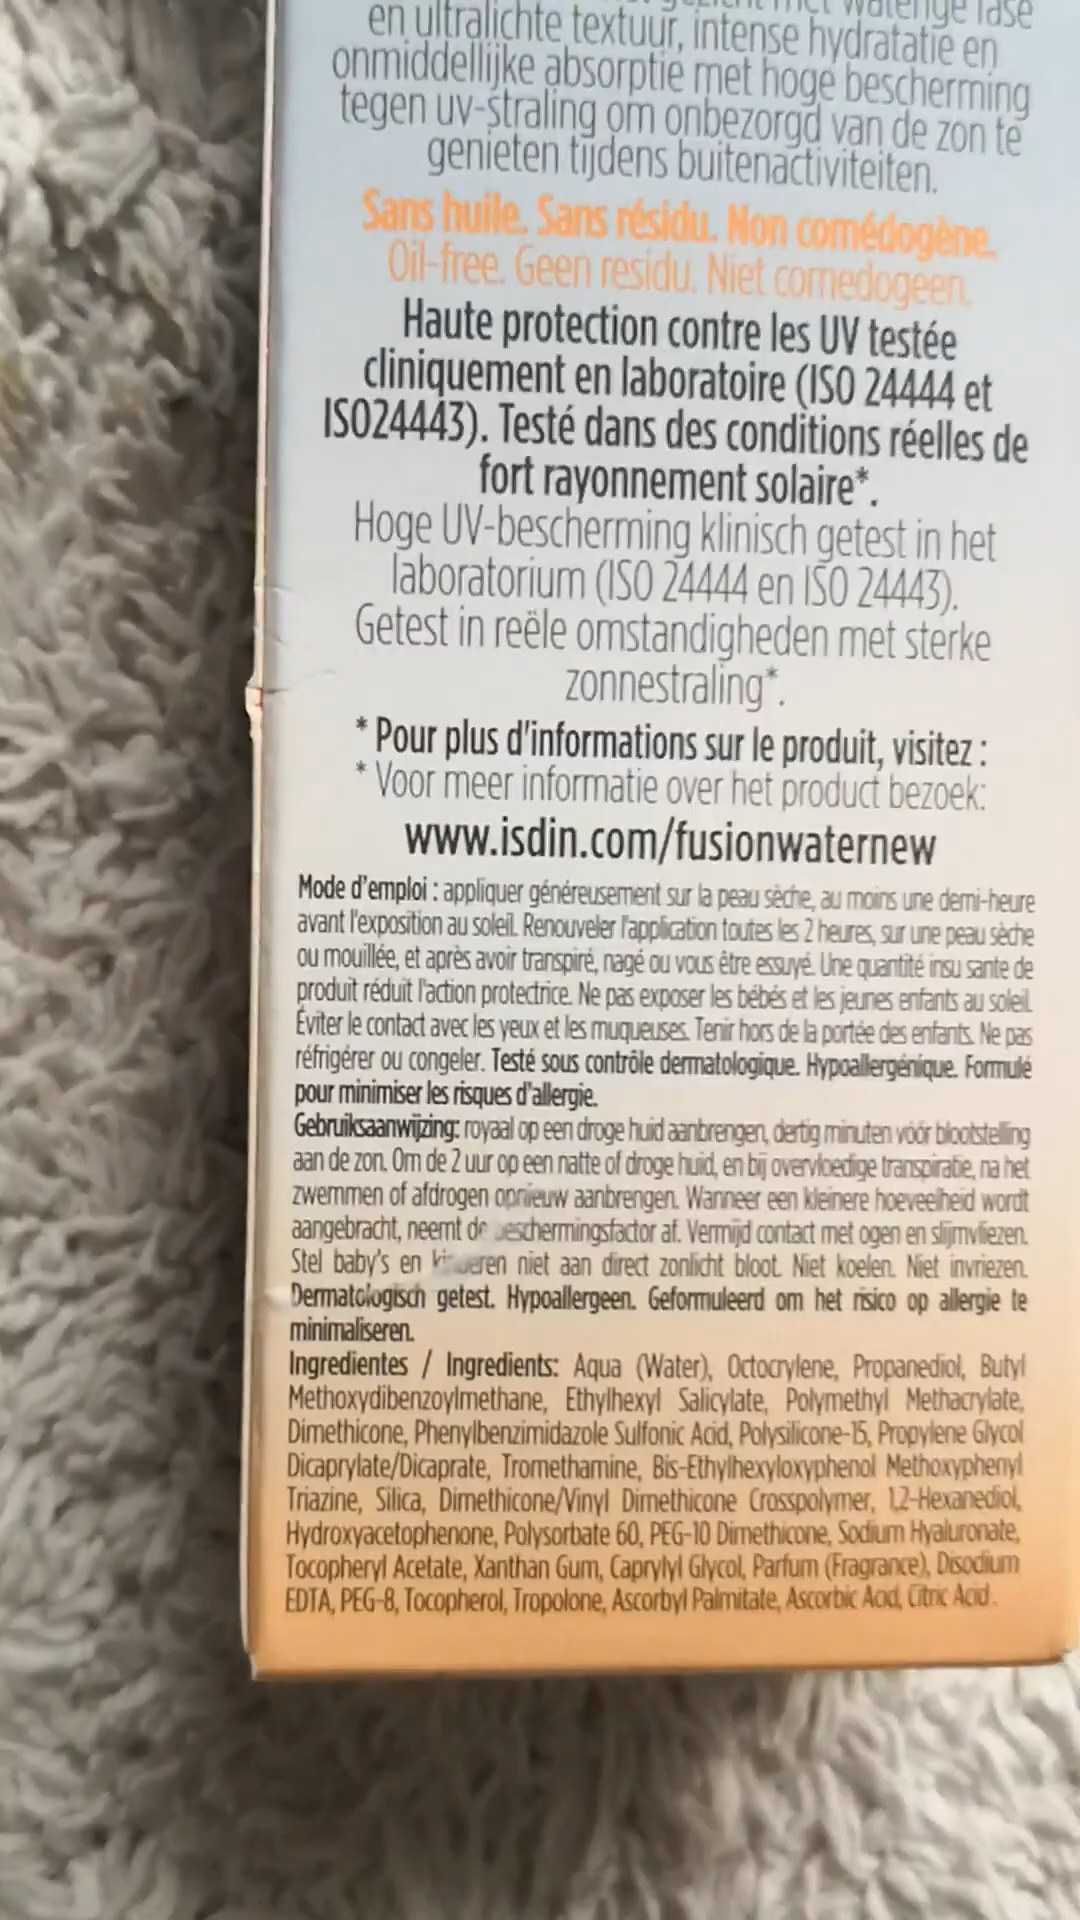 gezicht met waterige fase
en ultralichte textuur, intense hydratatie en
onmiddellijke absorptie met hoge bescherming
tegen uv-straling om onbezorgd van de zon te
genieten tijdens buitenactiviteiten.
Sans huile. Sans résidu. Non comédogène.
Oil-free. Geen residu. Niet comedogeen.
Haute protection contre les UV testée
cliniquement en laboratoire (ISO 24444 et
ISO24443). Testé dans des conditions réelles de
fort rayonnement solaire*.
Hoge UV-bescherming klinisch getest in het
laboratorium (ISO 24444 en ISO 24443).
Getest in reële omstandigheden met sterke
zonnestraling*.
* Pour plus d'informations sur le produit, visitez :
* Voor meer informatie over het product bezoek:
www.isdin.com/fusionwaternew
Mode d'emploi : appliquer généreusement sur la peau sèche, au moins une demi-heure
avant l'exposition au soleil. Renouveler l'application toutes les 2 heures, sur une peau sèche
ou mouillée, et après avoir transpiré, nagé ou vous être essuyé. Une quantité insu sante de
produit réduit l'action protectrice. Ne pas exposer les bébés et les jeunes enfants au soleil.
Éviter le contact avec les yeux et les muqueuses. Tenir hors de la portée des enfants. Ne pas
réfrigérer ou congeler. Testé sous contrôle dermatologique. Hypoallergénique. Formulé
pour minimiser les risques d'allergie.
Gebruiksaanwijzing: royaal op een droge huid aanbrengen, dertig minuten vóór blootstelling
aan de zon. Om de 2 uur op een natte of droge huid, en bij overvloedige transpiratie, na het
zwemmen of afdrogen opnieuw aanbrengen. Wanneer een kleinere hoeveelheid wordt
aangebracht, neemt de beschermingsfactor af. Vermijd contact met ogen en slijmvliezen.
Stel baby's en kinderen niet aan direct zonlicht bloot. Niet koelen. Niet invriezen.
Dermatologisch getest. Hypoallergeen. Geformuleerd om het risico op allergie te
minimaliseren.
Ingredientes / Ingredients: Aqua (Water), Octocrylene, Propanediol, Butyl
Methoxydibenzoylmethane, Ethylhexyl Salicylate, Polymethyl Methacrylate,
Dimethicone, Phenylbenzimidazole Sulfonic Acid, Polysilicone-15, Propylene Glycol
Dicaprylate/Dicaprate, Tromethamine, Bis-Ethylhexyloxyphenol Methoxyphenyl
Triazine, Silica, Dimethicone/Vinyl Dimethicone Crosspolymer, 1,2-Hexanediol,
Hydroxyacetophenone, Polysorbate 60, PEG-10 Dimethicone, Sodium Hyaluronate,
Tocopheryl Acetate, Xanthan Gum, Caprylyl Glycol, Parfum (Fragrance), Disodium
EDTA, PEG-8, Tocopherol, Tropolone, Ascorbyl Palmitate, Ascorbic Acid, Citric Acid.